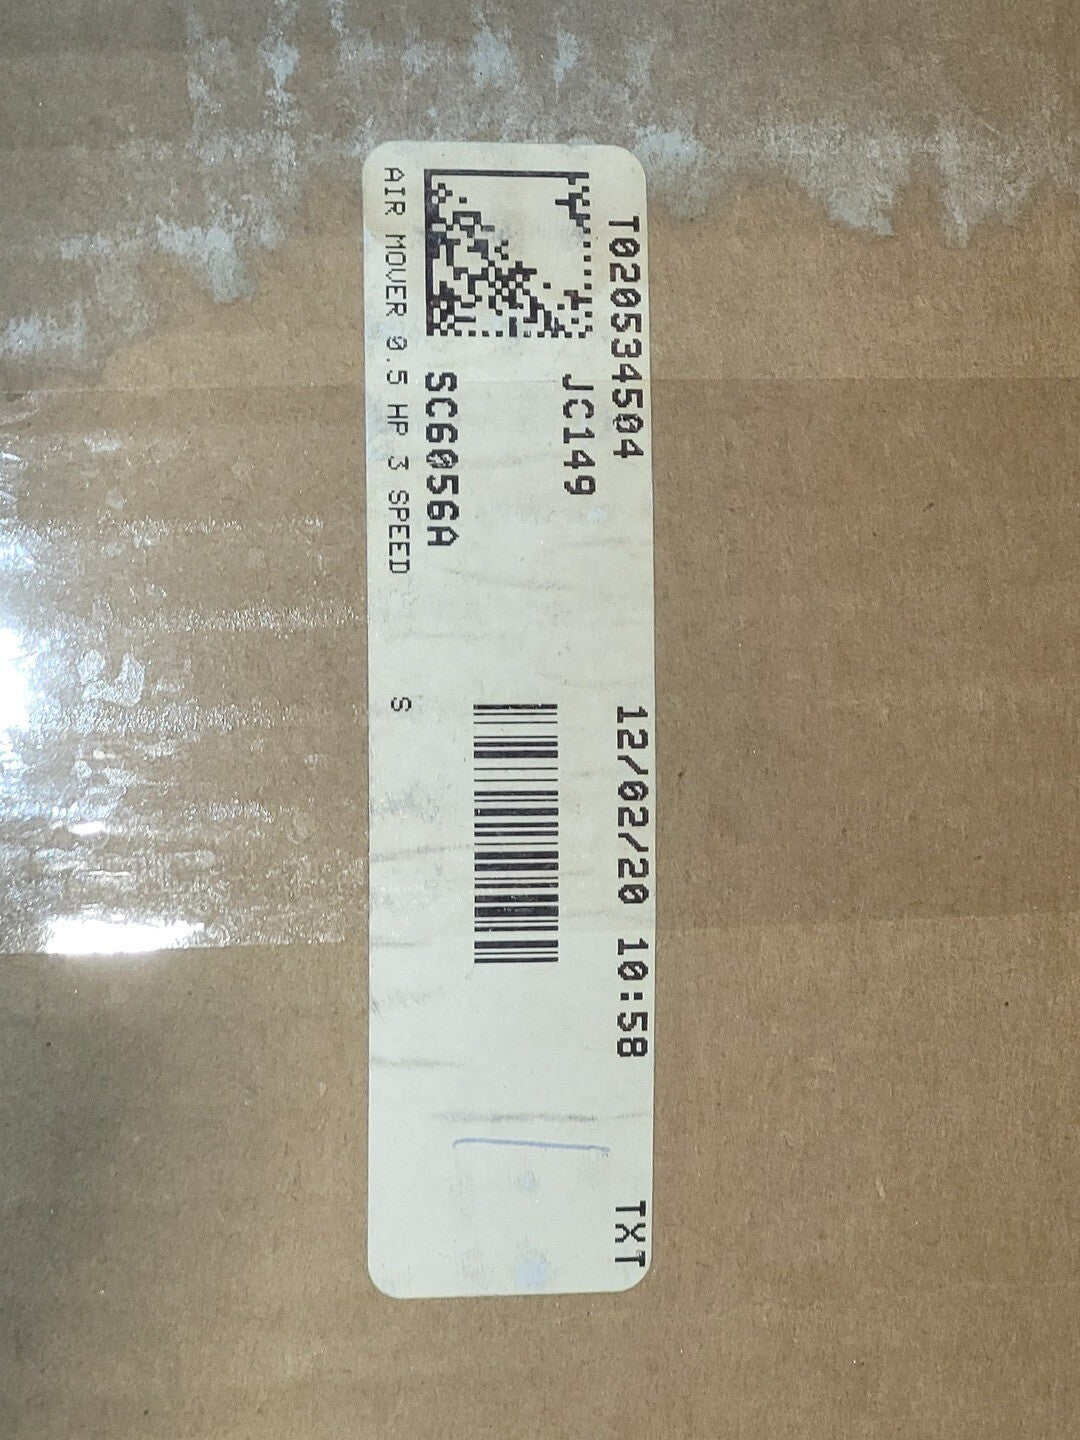 T020534504 12/02/20 10:58 TXT
JC149
SC6056A
AIR MOVER 0.5 HP 3 SPEED S